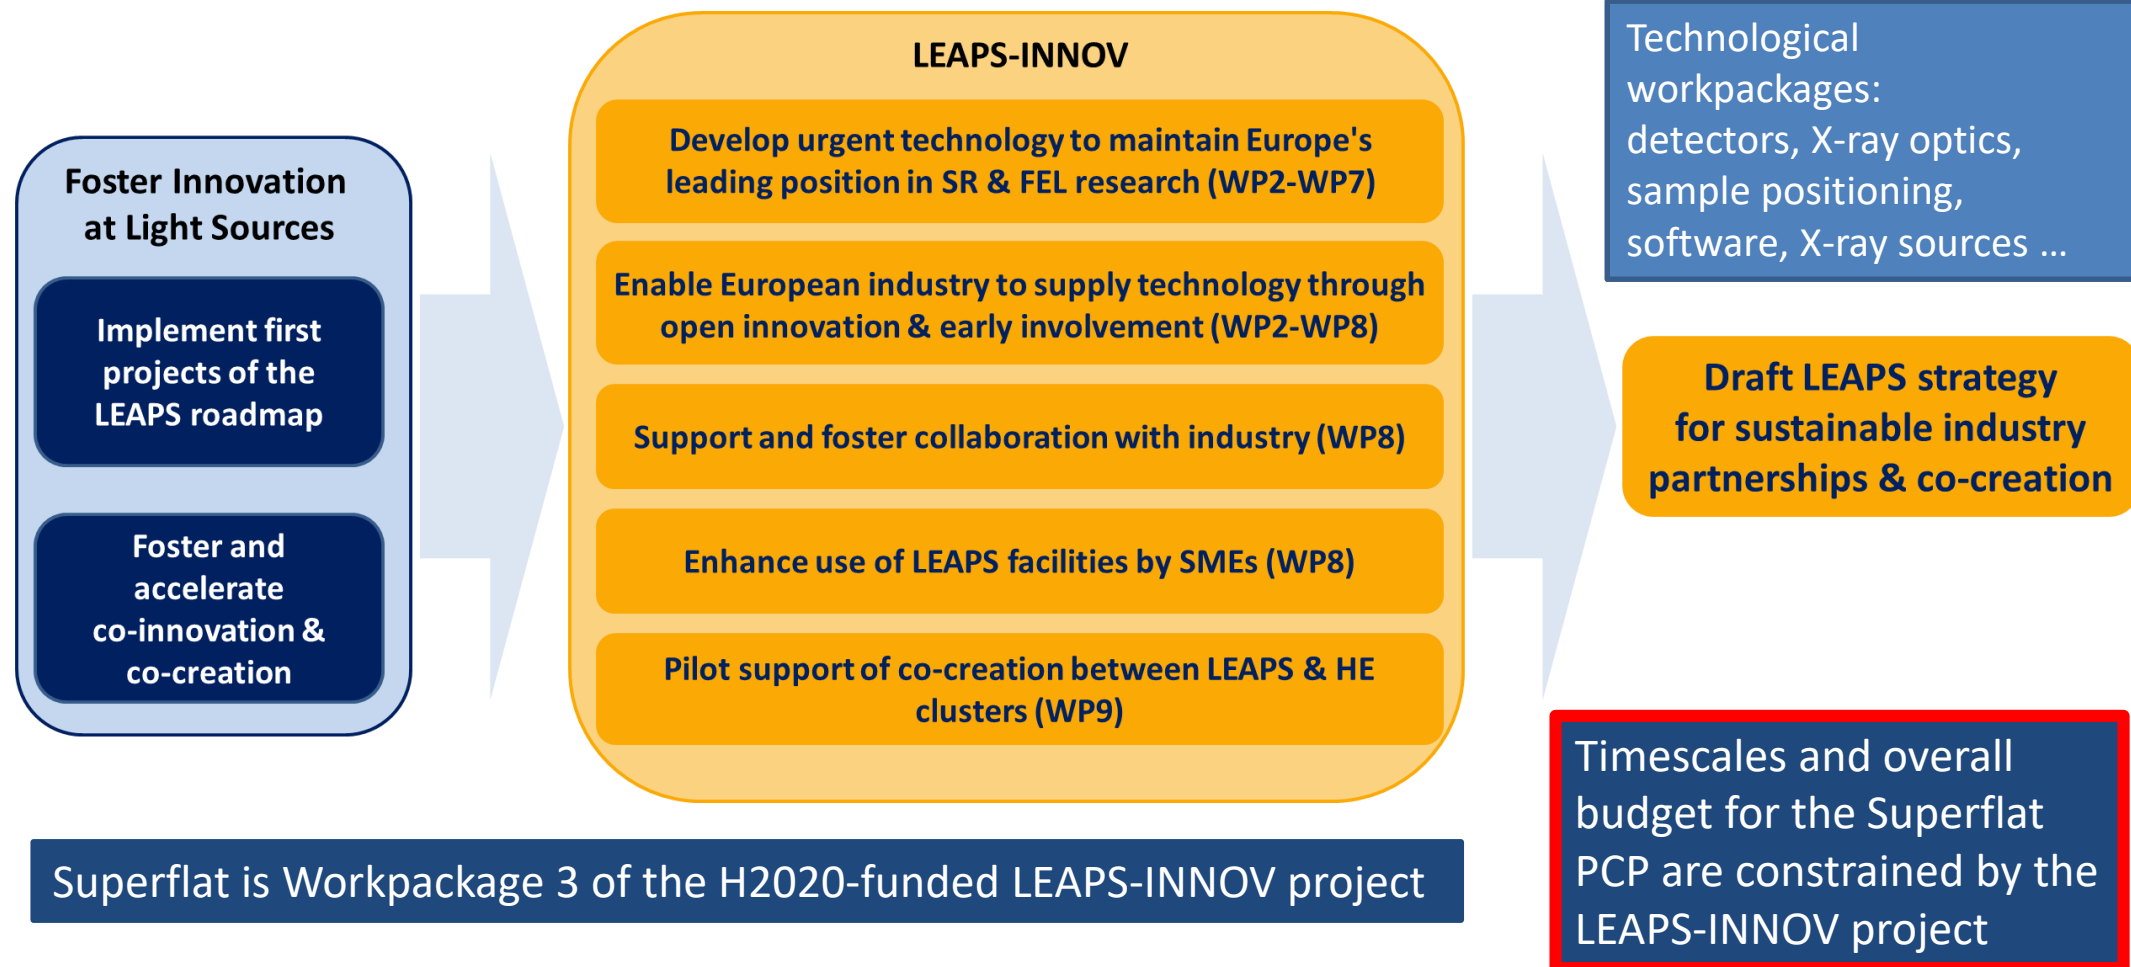 Foster Innovation
at Light Sources
Implement first
projects of the
LEAPS roadmap
Foster and
accelerate
co-innovation &
co-creation
LEAPS-INNOV
Develop urgent technology to maintain Europe's
leading position in SR & FEL research (WP2-WP7)
Enable European industry to supply technology through
open innovation & early involvement (WP2-WP8)
Support and foster collaboration with industry (WP8)
Enhance use of LEAPS facilities by SMEs (WP8)
Pilot support of co-creation between LEAPS & HE
clusters (WP9)
Technological
workpackages:
detectors, X-ray optics,
sample positioning,
software, X-ray sources ...
Draft LEAPS strategy
for sustainable industry
partnerships & co-creation
Superflat is Workpackage 3 of the H2020-funded LEAPS-INNOV project
Timescales and overall
budget for the Superflat
PCP are constrained by the
LEAPS-INNOV project